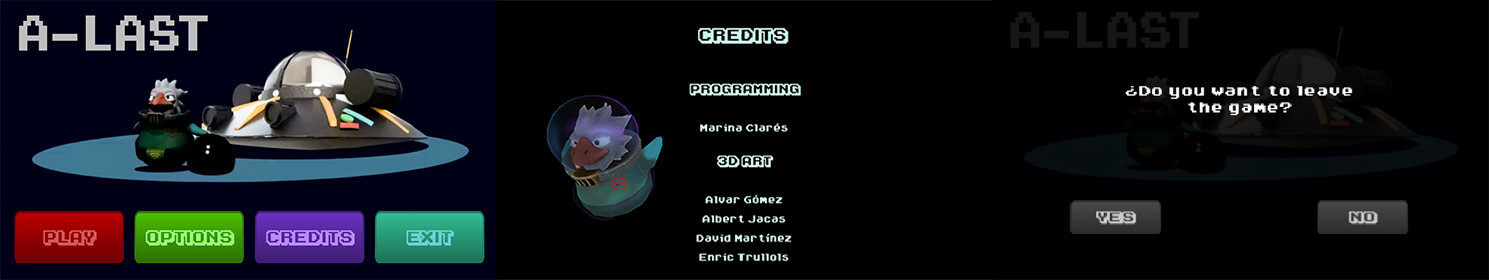 A-LAST
PLAY
OPTIONS
CREDITS
EXIT
CREDITS
PROGRAMMING
Marina Clarés
3D ART
Alvar Gómez
Albert Jacas
David Martínez
Enric Trullols
A-LAST
¿Do you want to leave
the game?
YES
NO